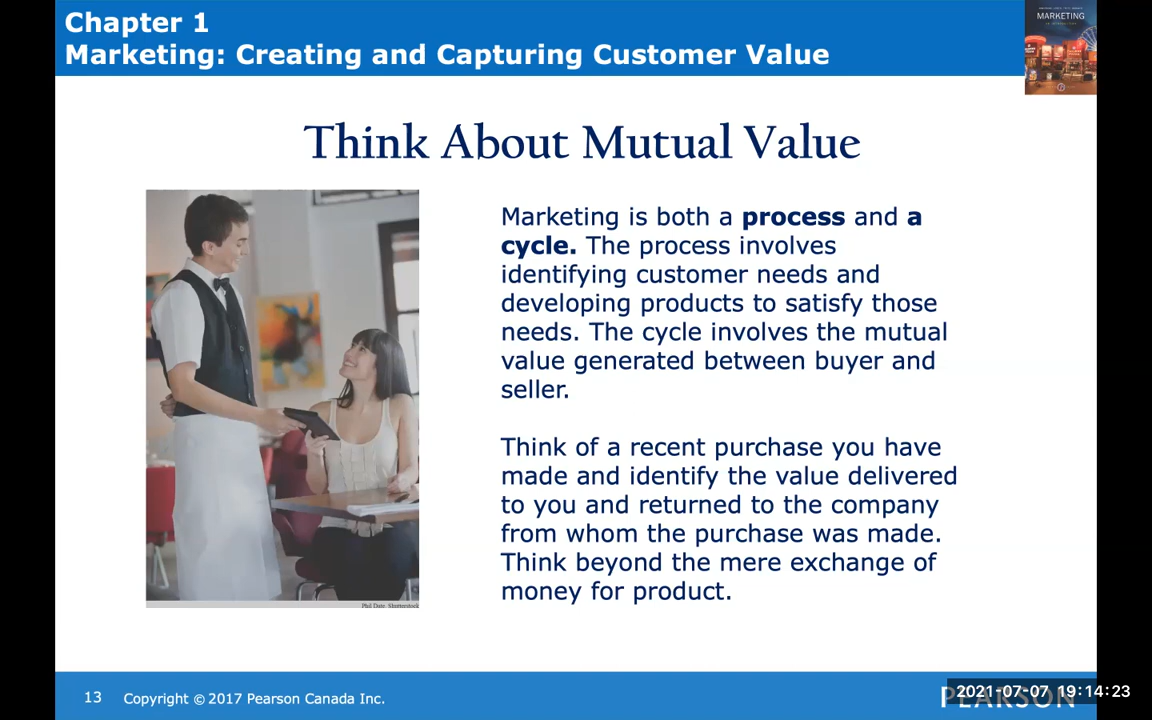 Chapter 1
Marketing: Creating and Capturing Customer Value
MARKETING
Think About Mutual Value
Marketing is both a process and a
cycle. The process involves
identifying customer needs and
developing products to satisfy those
needs. The cycle involves the mutual
value generated between buyer and
seller.
Think of a recent purchase you have
made and identify the value delivered
to you and returned to the company
from whom the purchase was made.
Think beyond the mere exchange of
money for product.
Phil Date, Shutterstock
13 Copyright © 2017 Pearson Canada Inc.
PEARSON
2021-07-07 19:14:23